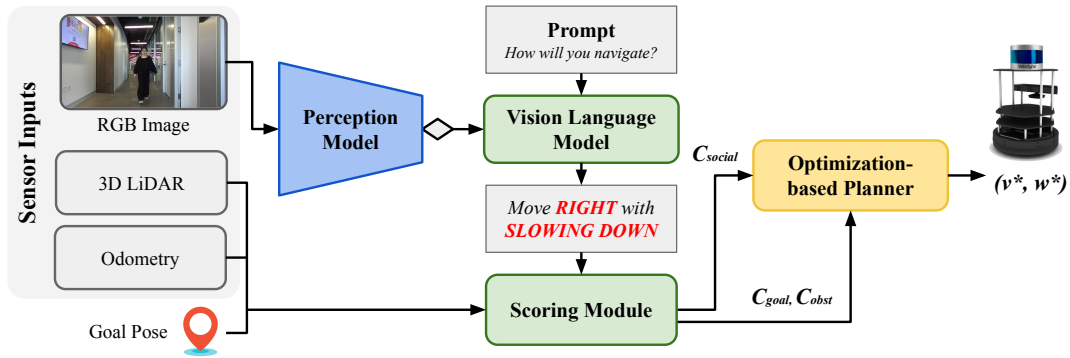 Sensor Inputs
RGB Image
3D LiDAR
Odometry
Goal Pose
Perception
Model
Prompt
How will you navigate?
Vision Language
Model
Move RIGHT with
SLOWING DOWN
Scoring Module
C_social
C_goal, C_obst
Optimization-
based Planner
(v*, w*)
Velodyne